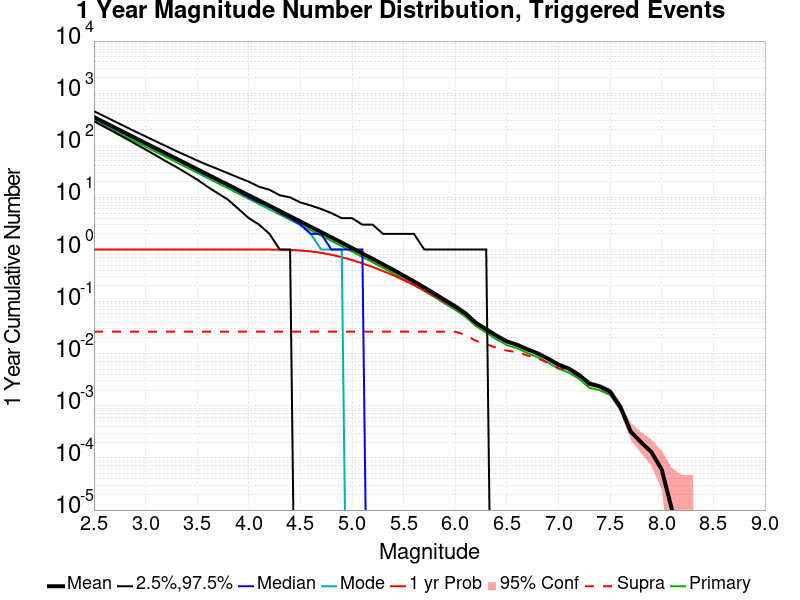 1 Year Magnitude Number Distribution, Triggered Events
1 Year Cumulative Number
10^4
10^3
10^2
10^1
10^0
10^-1
10^-2
10^-3
10^-4
10^-5
2.5 3.0 3.5 4.0 4.5 5.0 5.5 6.0 6.5 7.0 7.5 8.0 8.5 9.0
Magnitude
Mean 2.5%,97.5% Median Mode 1 yr Prob 95% Conf Supra Primary